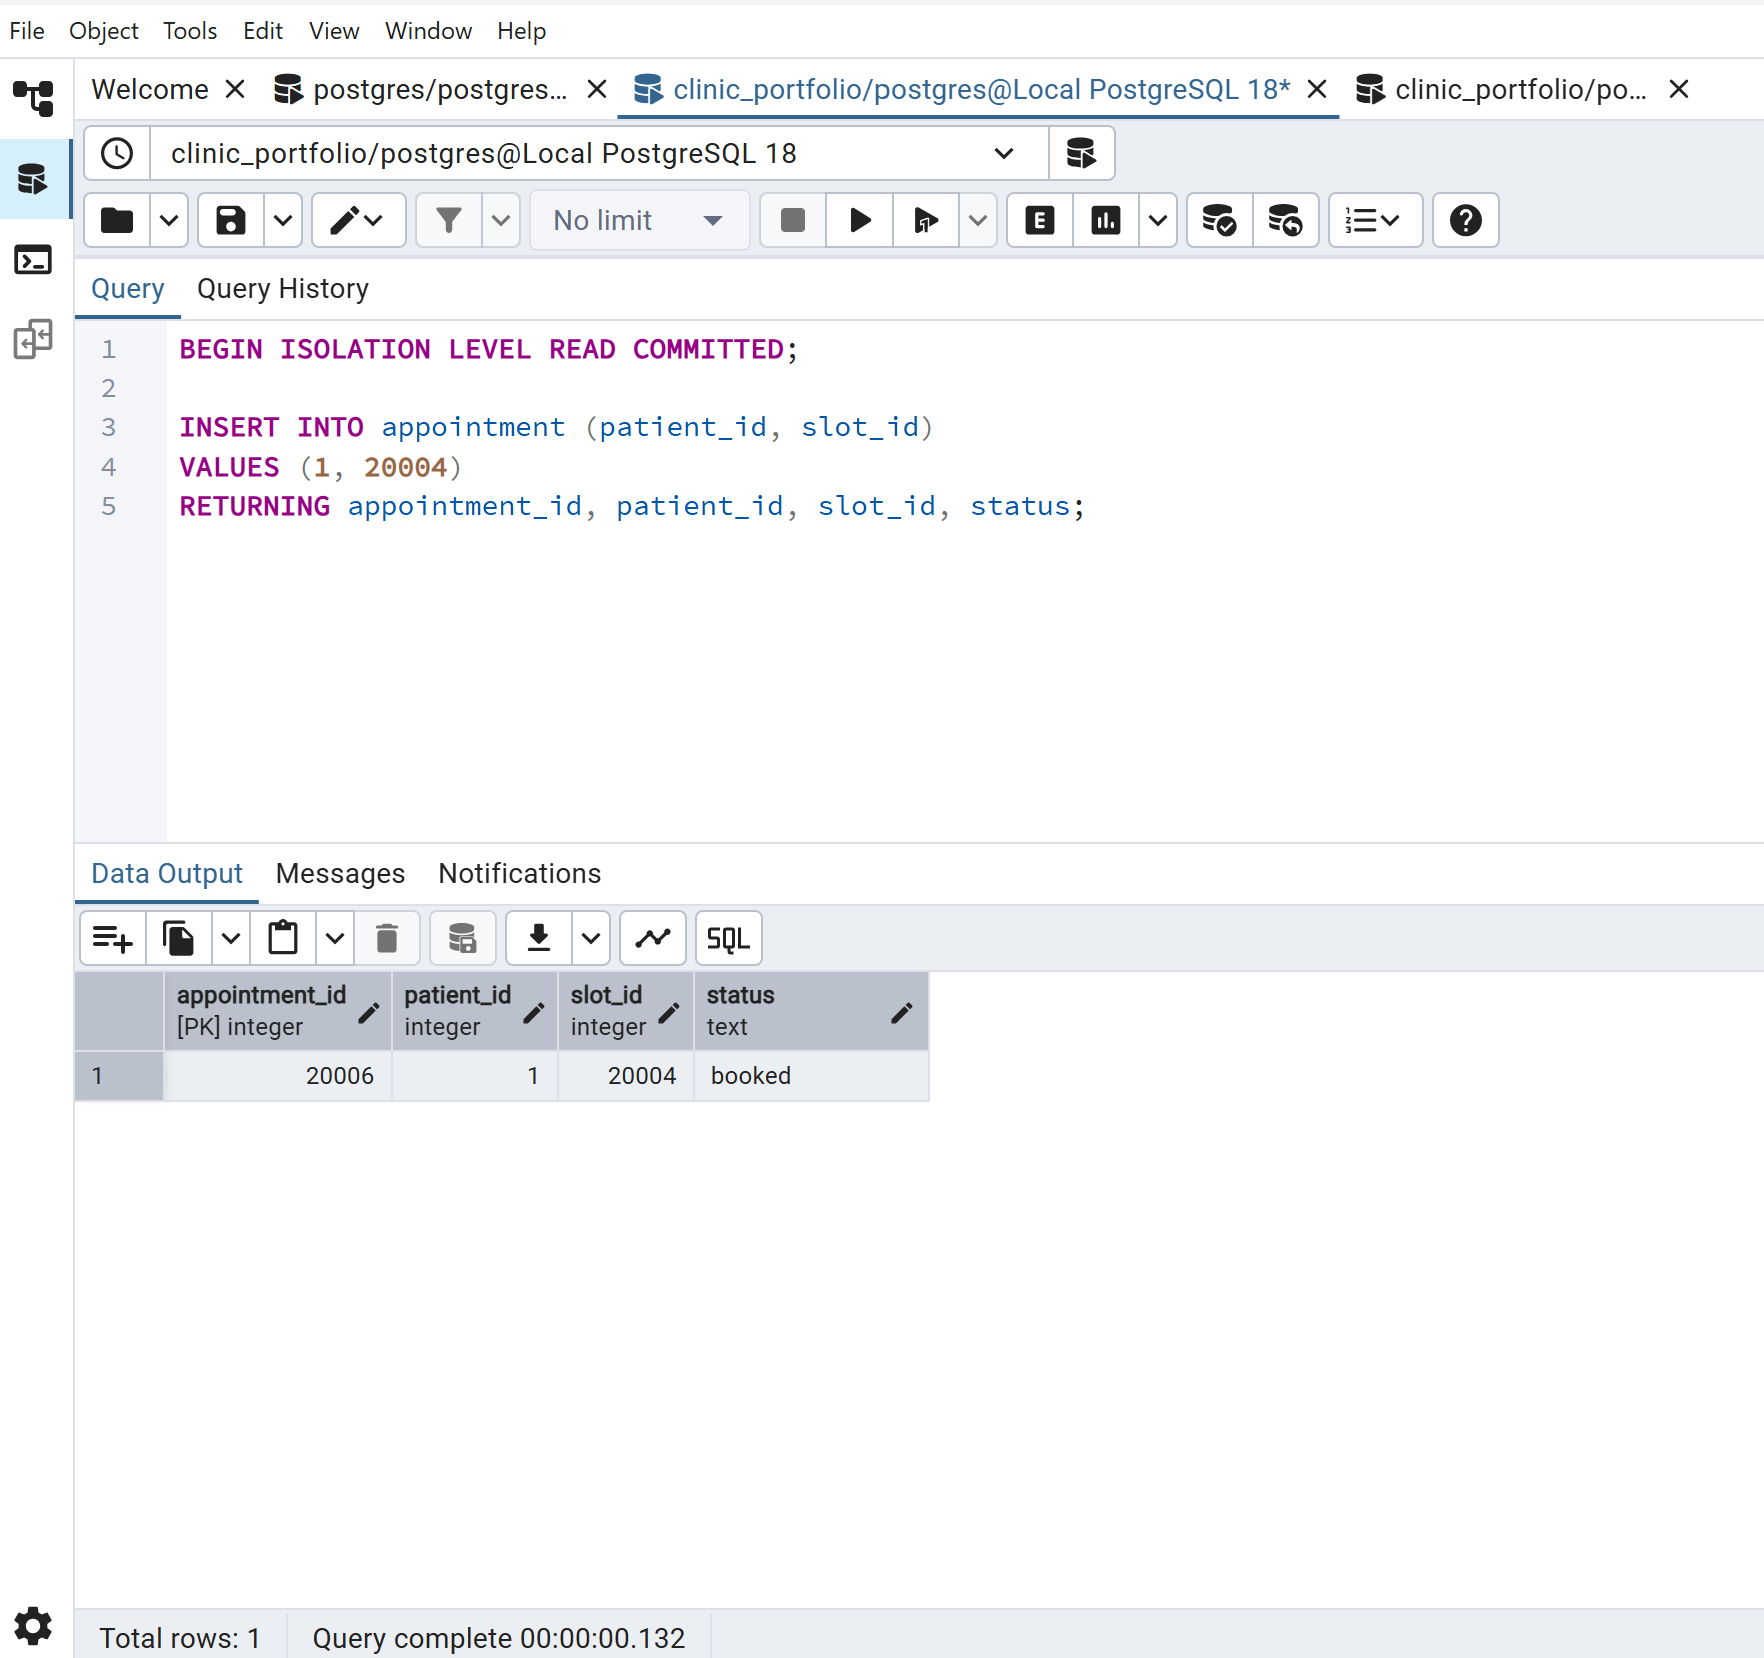 File Object Tools Edit View Window Help
Welcome postgres/postgres... clinic_portfolio/postgres@Local PostgreSQL 18* clinic_portfolio/po...
clinic_portfolio/postgres@Local PostgreSQL 18
No limit
E
Query Query History
1 BEGIN ISOLATION LEVEL READ COMMITTED;
2
3 INSERT INTO appointment (patient_id, slot_id)
4 VALUES (1, 20004)
5 RETURNING appointment_id, patient_id, slot_id, status;
Data Output Messages Notifications
SQL
appointment_id patient_id slot_id status
[PK] integer integer integer text
1 20006 1 20004 booked
Total rows: 1 Query complete 00:00:00.132